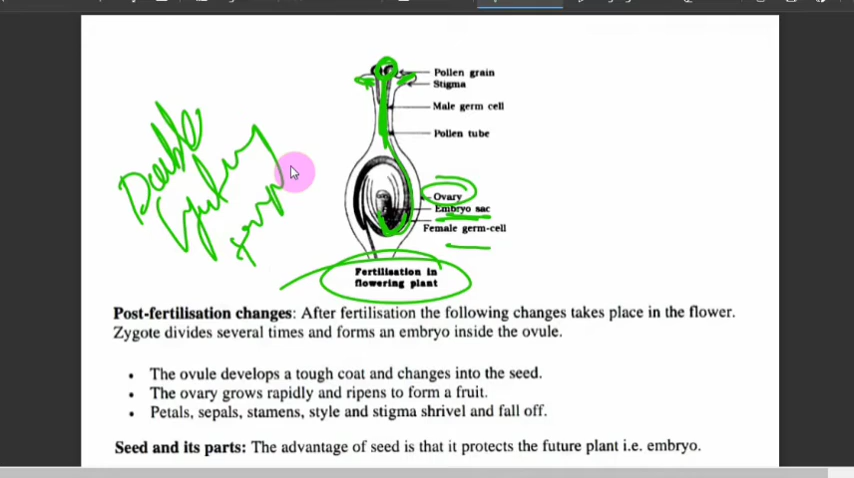 Pollen grain
Stigma
Male germ cell
Pollen tube
Ovary
Embryo sac
Female germ-cell
Double
Fertilisation in
flowering plant
Post-fertilisation changes: After fertilisation the following changes takes place in the flower.
Zygote divides several times and forms an embryo inside the ovule.
• The ovule develops a tough coat and changes into the seed.
• The ovary grows rapidly and ripens to form a fruit.
• Petals, sepals, stamens, style and stigma shrivel and fall off.
Seed and its parts: The advantage of seed is that it protects the future plant i.e. embryo.